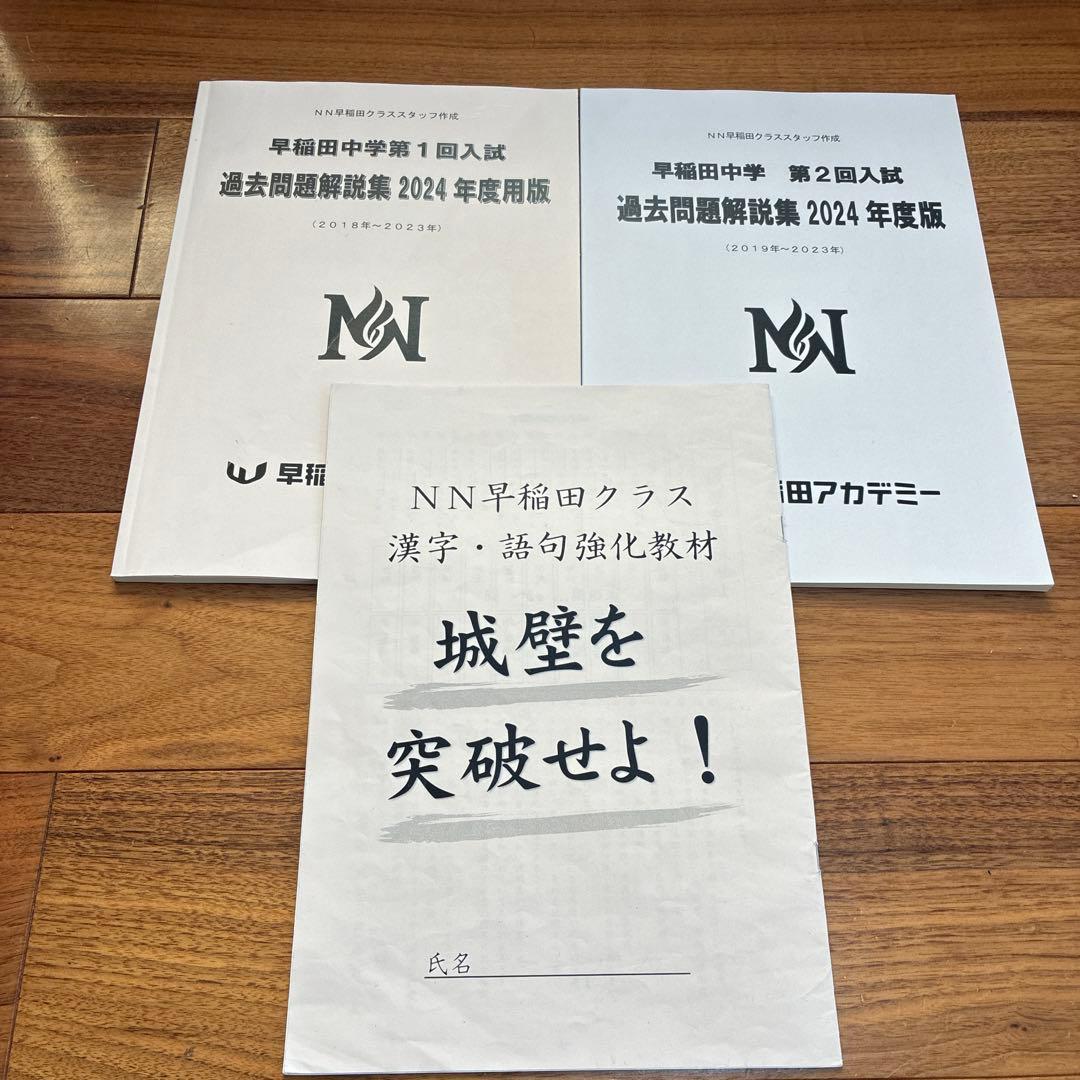 NN早稲田クラススタッフ作成
早稲田中学第1回入試
過去問題解説集 2024 年度用版
(2018年~2023年)
NN
早稲
NN早稲田クラススタッフ作成
早稲田中学 第2回入試
過去問題解説集 2024 年度版
(2019年~2023年)
NN
稲田アカデミー
NN早稲田クラス
漢字・語句強化教材
城壁を
突破せよ!
氏名